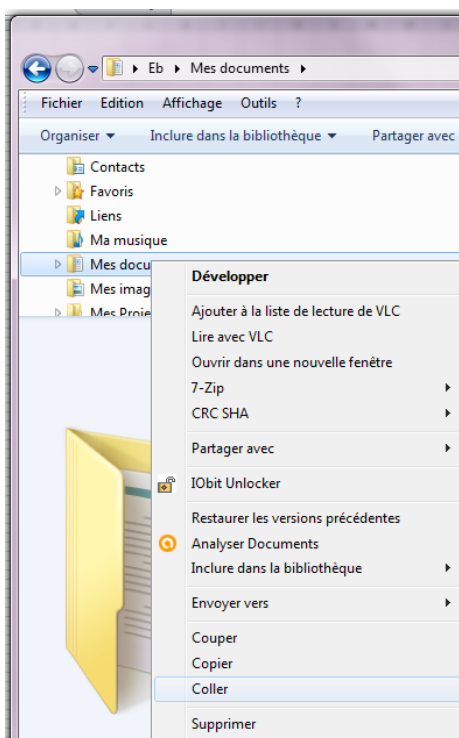 Eb ▸ Mes documents ▸
Fichier Edition Affichage Outils ?
Organiser Inclure dans la bibliothèque Partager avec
Contacts
Favoris
Liens
Ma musique
Mes docu
Mes imag
Mes Proje
Développer
Ajouter à la liste de lecture de VLC
Lire avec VLC
Ouvrir dans une nouvelle fenêtre
7-Zip
CRC SHA
Partager avec
IObit Unlocker
Restaurer les versions précédentes
Analyser Documents
Inclure dans la bibliothèque
Envoyer vers
Couper
Copier
Coller
Supprimer